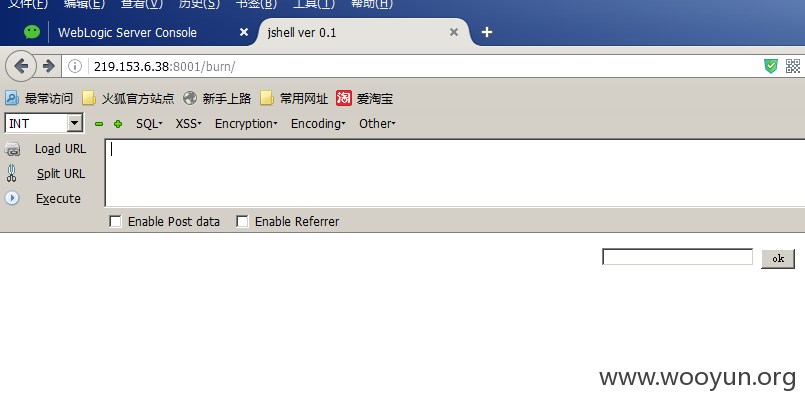 文件(F) 编辑(E) 查看(V) 历史(S) 书签(B) 工具(T) 帮助(H)
WebLogic Server Console jshell ver 0.1
219.153.6.38:8001/burn/
最常访问 火狐官方站点 新手上路 常用网址 淘 爱淘宝
INT SQL XSS Encryption Encoding Other
Load URL
Split URL
Execute
Enable Post data Enable Referrer
ok
www.wooyun.org